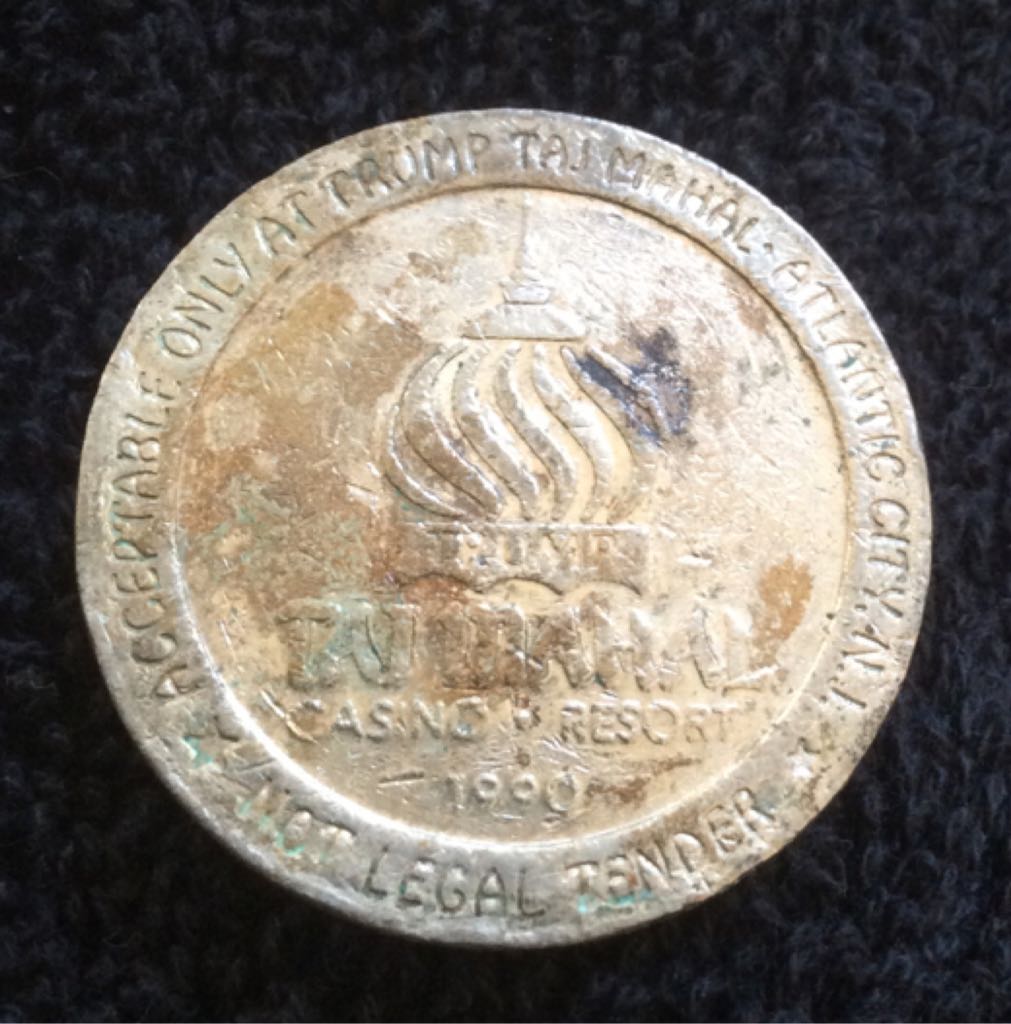 ACCEPTABLE ONLY AT TRUMP TAJ MAHAL · ATLANTIC CITY, N.J.
TRUMP
TAJ MAHAL
CASINO • RESORT
1990
NOT LEGAL TENDER